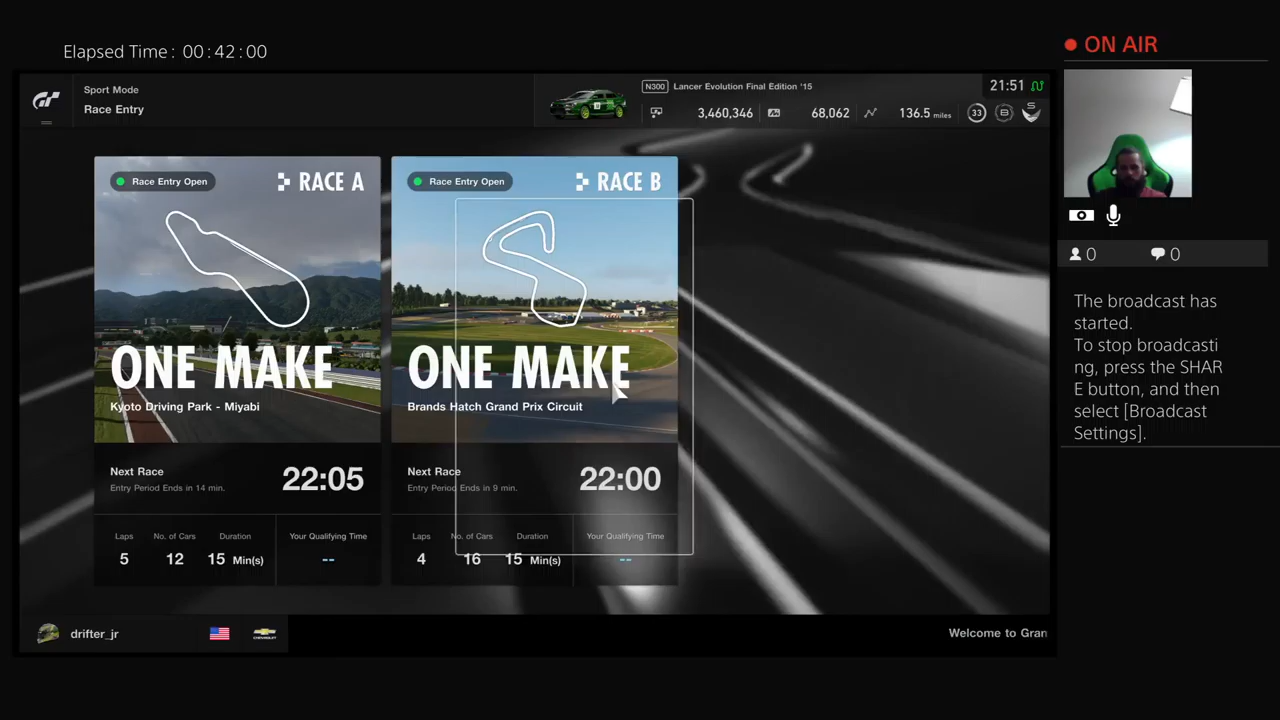 Elapsed Time : 00:42:00
ON AIR
GT
Sport Mode
Race Entry
N300 Lancer Evolution Final Edition '15
21:51
3,460,346 68,062 136.5 miles 33 B S
Race Entry Open
RACE A
ONE MAKE
Kyoto Driving Park - Miyabi
Next Race
Entry Period Ends in 14 min.
22:05
Laps No. of Cars Duration Your Qualifying Time
5 12 15 Min(s) --
Race Entry Open
RACE B
ONE MAKE
Brands Hatch Grand Prix Circuit
Next Race
Entry Period Ends in 9 min.
22:00
Laps No. of Cars Duration Your Qualifying Time
4 16 15 Min(s) --
0 0
The broadcast has
started.
To stop broadcasti
ng, press the SHAR
E button, and then
select [Broadcast
Settings].
drifter_jr
CHEVROLET
Welcome to Gran